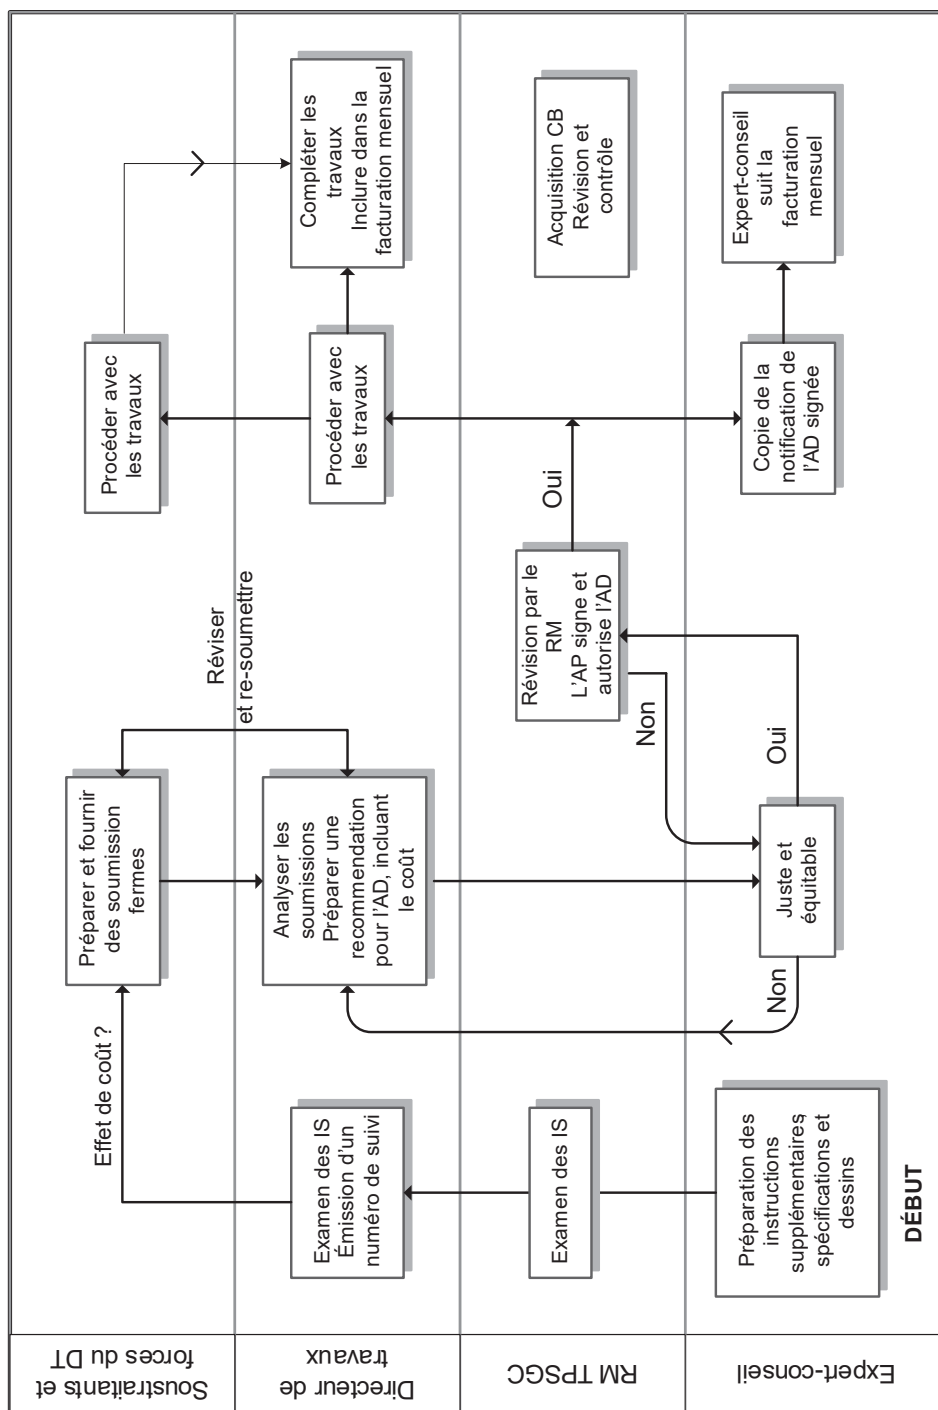 Soustraitants et
forces du DT
Directeur de
travaux
RM TPSGC
Expert-conseil
Effet de coût ?
Préparer et fournir
des soumission
fermes
Réviser
et re-soumettre
Procéder avec
les travaux
Examen des IS
Émission d'un
numéro de suivi
Analyser les
soumissions
Préparer une
recommendation
pour l'AD, incluant
le coût
Procéder avec
les travaux
Compléter les
travaux
Inclure dans la
facturation mensuel
Examen des IS
Révision par le
RM
L'AP signe et
autorise l'AD
Non
Oui
Acquisition CB
Révision et
contrôle
Préparation des
instructions
supplémentaires,
spécifications et
dessins
DÉBUT
Non
Juste et
équitable
Oui
Copie de la
notification de
l'AD signée
Expert-conseil
suit la
facturation
mensuel